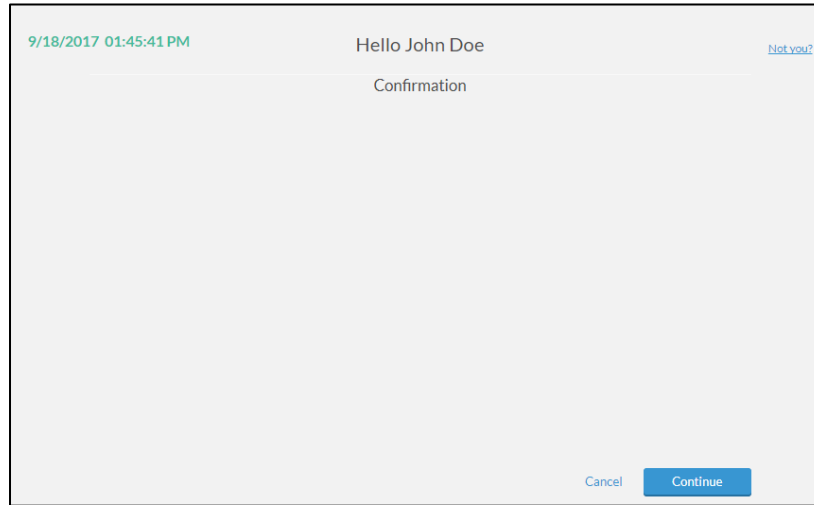 9/18/2017 01:45:41 PM
Hello John Doe
Not you?
Confirmation
Cancel
Continue